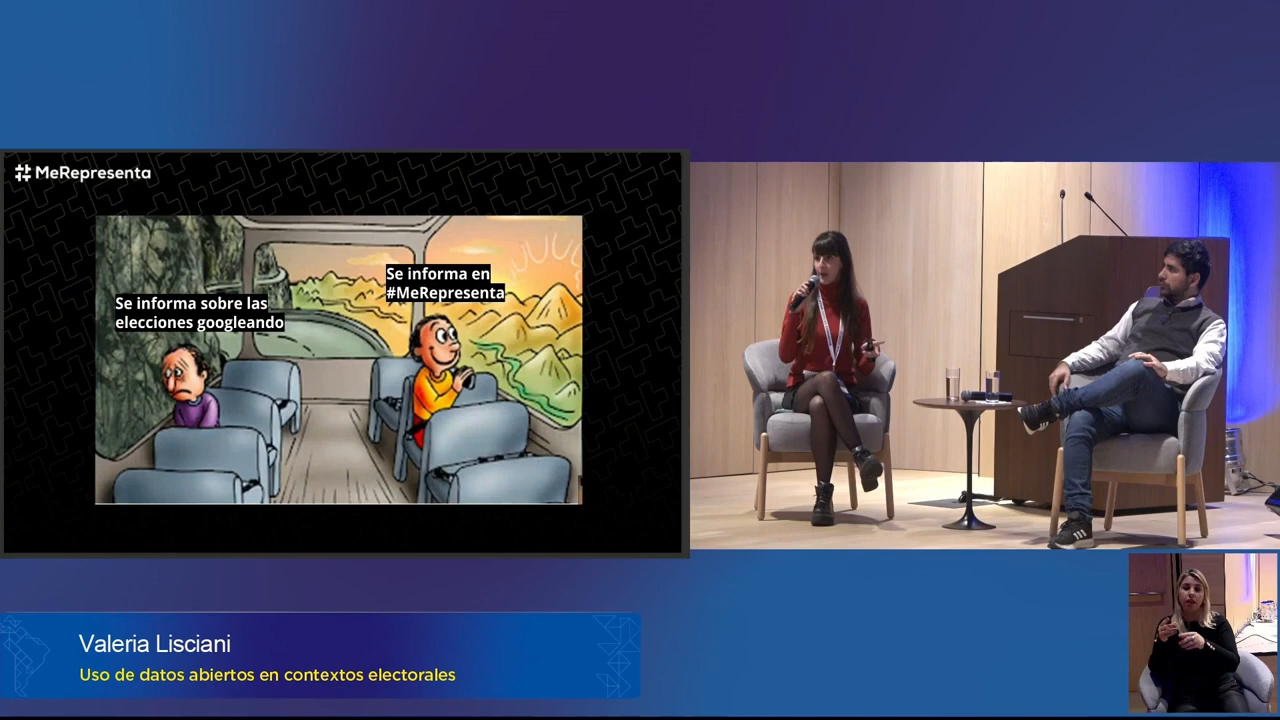 #MeRepresenta
Se informa en
#MeRepresenta
Se informa sobre las
elecciones googleando
Valeria Lisciani
Uso de datos abiertos en contextos electorales